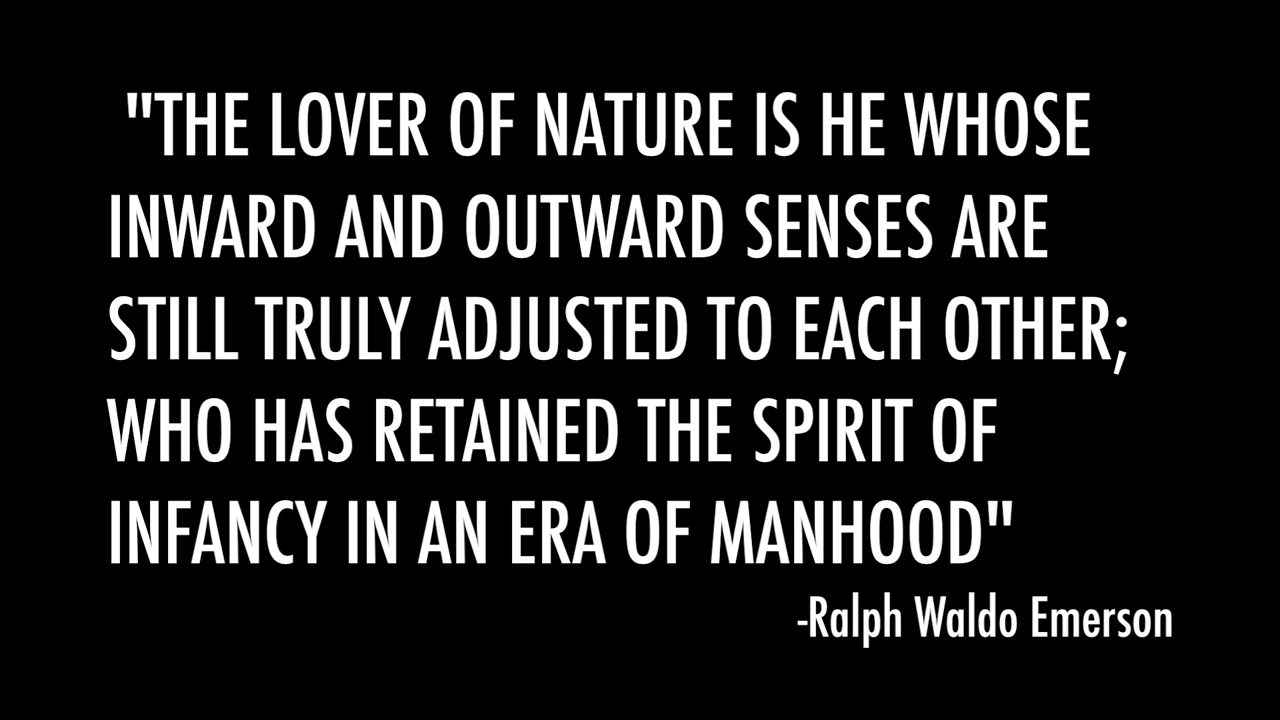 "THE LOVER OF NATURE IS HE WHOSE
INWARD AND OUTWARD SENSES ARE
STILL TRULY ADJUSTED TO EACH OTHER;
WHO HAS RETAINED THE SPIRIT OF
INFANCY IN AN ERA OF MANHOOD"
-Ralph Waldo Emerson